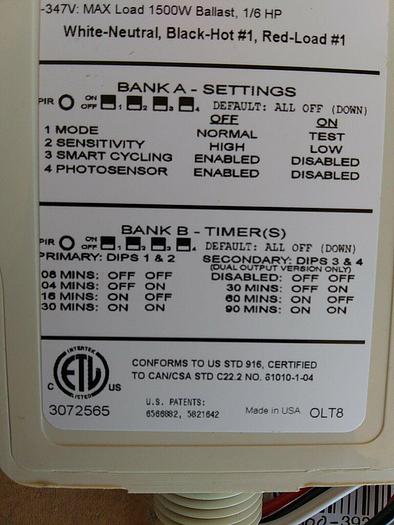 -347V: MAX Load 1500W Ballast, 1/6 HP
White-Neutral, Black-Hot #1, Red-Load #1
BANK A - SETTINGS
PIR ON OFF 1 2 3 4 DEFAULT: ALL OFF (DOWN)
OFF ON
1 MODE NORMAL TEST
2 SENSITIVITY HIGH LOW
3 SMART CYCLING ENABLED DISABLED
4 PHOTOSENSOR ENABLED DISABLED
BANK B - TIMER(S)
PIR ON OFF 1 2 3 4 DEFAULT: ALL OFF (DOWN)
PRIMARY: DIPS 1 & 2 SECONDARY: DIPS 3 & 4
(DUAL OUTPUT VERSION ONLY)
08 MINS: OFF OFF DISABLED: OFF OFF
04 MINS: OFF ON 30 MINS: OFF ON
16 MINS: ON OFF 60 MINS: ON OFF
30 MINS: ON ON 90 MINS: ON ON
INTERTEK
C ETL US
LISTED
3072565
CONFORMS TO US STD 916, CERTIFIED
TO CAN/CSA STD C22.2 NO. 61010-1-04
U.S. PATENTS:
6566882, 5821642
Made in USA OLT8